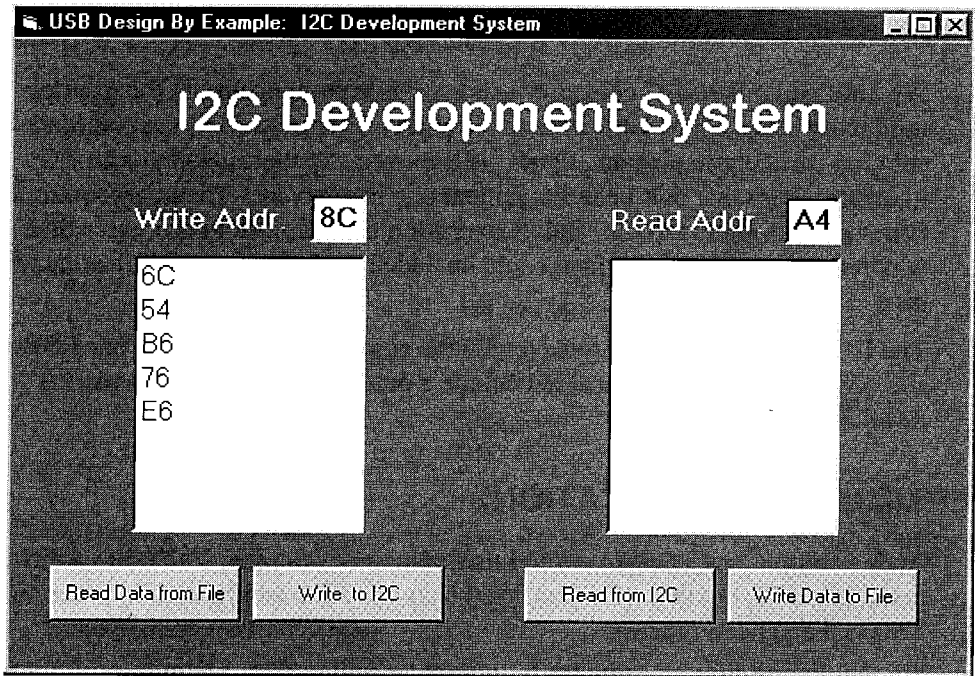 USB Design By Example: I2C Development System
I2C Development System
Write Addr. 8C
Read Addr. A4
6C
54
B6
76
E6
Read Data from File
Write to I2C
Read from I2C
Write Data to File